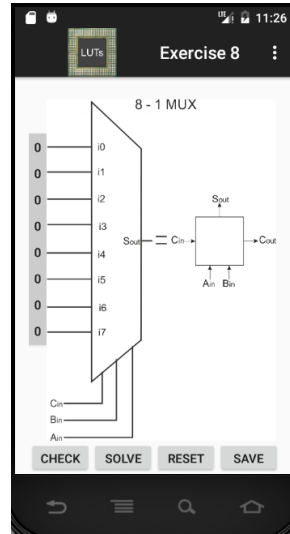 11:26
LUTs
Exercise 8
8 - 1 MUX
0 i0
0 i1
0 i2
0 i3
0 i4
0 i5
0 i6
0 i7
Sout
Sout
Cin
Cout
Ain Bin
Cin
Bin
Ain
CHECK SOLVE RESET SAVE